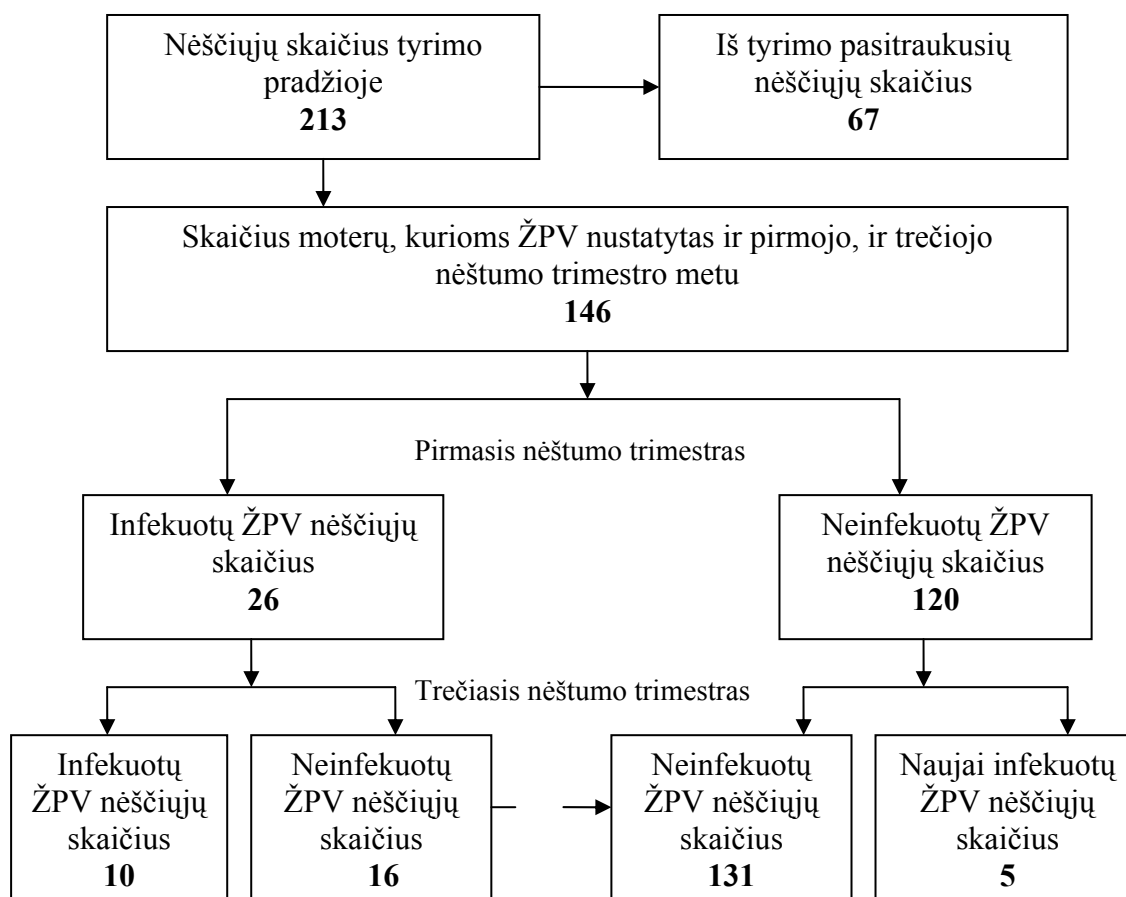 Nėščiųjų skaičius tyrimo
pradžioje
213
Iš tyrimo pasitraukusių
nėščiųjų skaičius
67
Skaičius moterų, kurioms ŽPV nustatytas ir pirmojo, ir trečiojo
nėštumo trimestro metu
146
Pirmasis nėštumo trimestras
Infekuotų ŽPV nėščiųjų
skaičius
26
Neinfekuotų ŽPV
nėščiųjų skaičius
120
Trečiasis nėštumo trimestras
Infekuotų
ŽPV nėščiųjų
skaičius
10
Neinfekuotų
ŽPV nėščiųjų
skaičius
16
Neinfekuotų
ŽPV nėščiųjų
skaičius
131
Naujai infekuotų
ŽPV nėščiųjų
skaičius
5